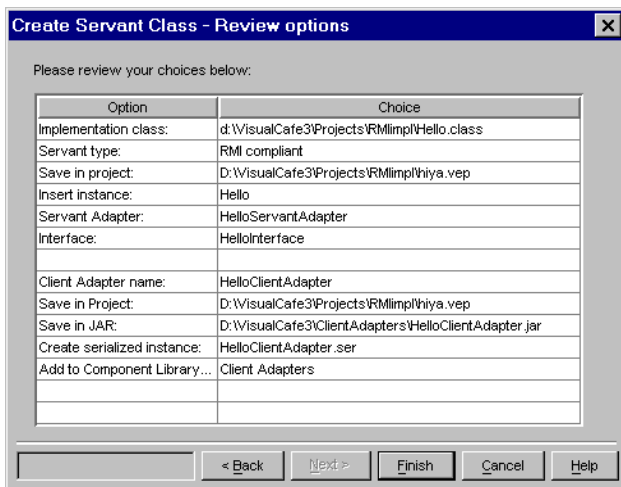 Create Servant Class - Review options
Please review your choices below:
Option Choice
Implementation class: d:\VisualCafe3\Projects\RMIimpl\Hello.class
Servant type: RMI compliant
Save in project: D:\VisualCafe3\Projects\RMIimpl\hiya.vep
Insert instance: Hello
Servant Adapter: HelloServantAdapter
Interface: HelloInterface
Client Adapter name: HelloClientAdapter
Save in Project: D:\VisualCafe3\Projects\RMIimpl\hiya.vep
Save in JAR: D:\VisualCafe3\ClientAdapters\HelloClientAdapter.jar
Create serialized instance: HelloClientAdapter.ser
Add to Component Library... Client Adapters
< Back Next > Finish Cancel Help